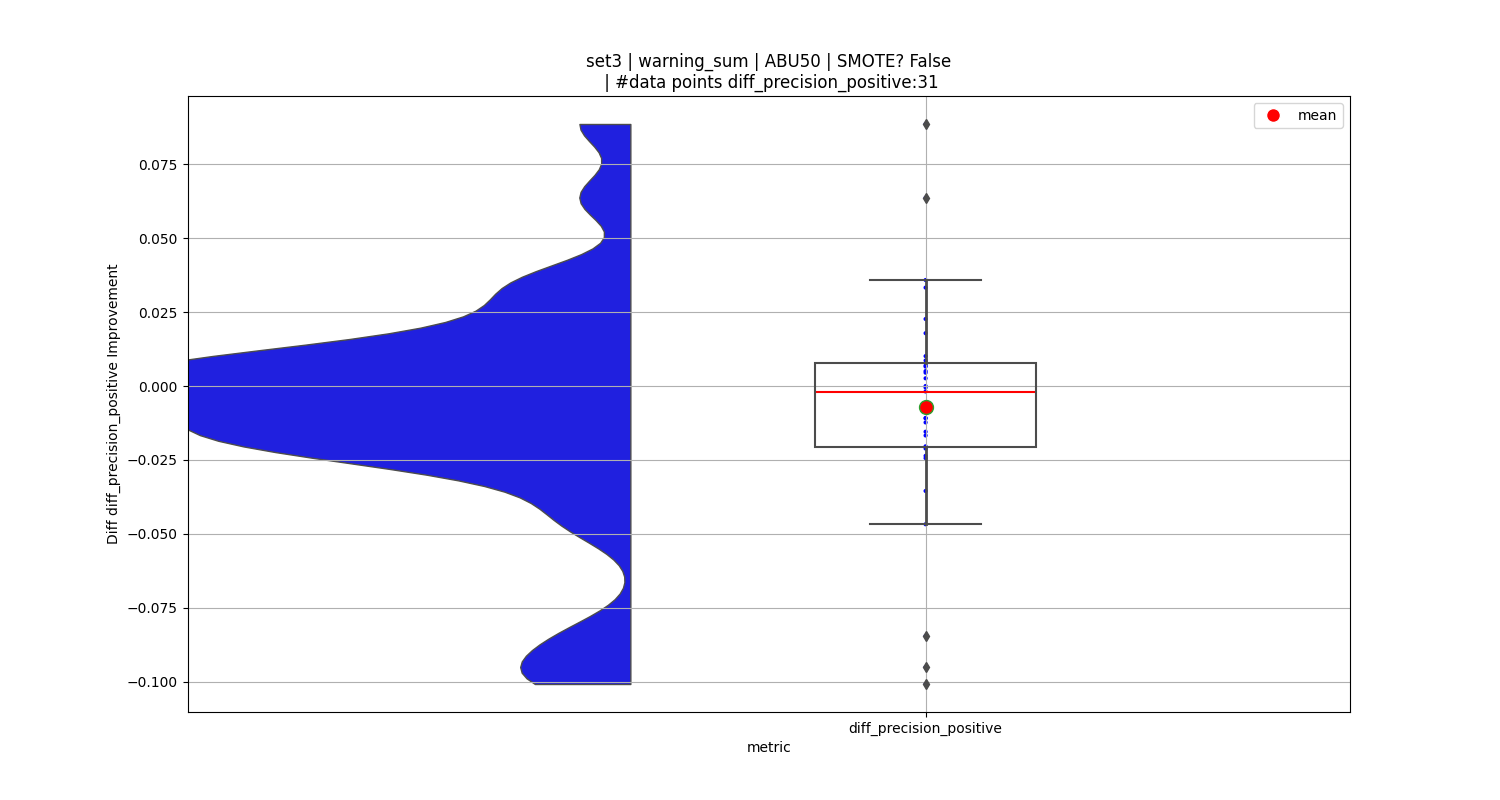 set3 | warning_sum | ABU50 | SMOTE? False
| #data points diff_precision_positive:31
mean
0.075
0.050
0.025
0.000
−0.025
−0.050
−0.075
−0.100
Diff diff_precision_positive Improvement
diff_precision_positive
metric